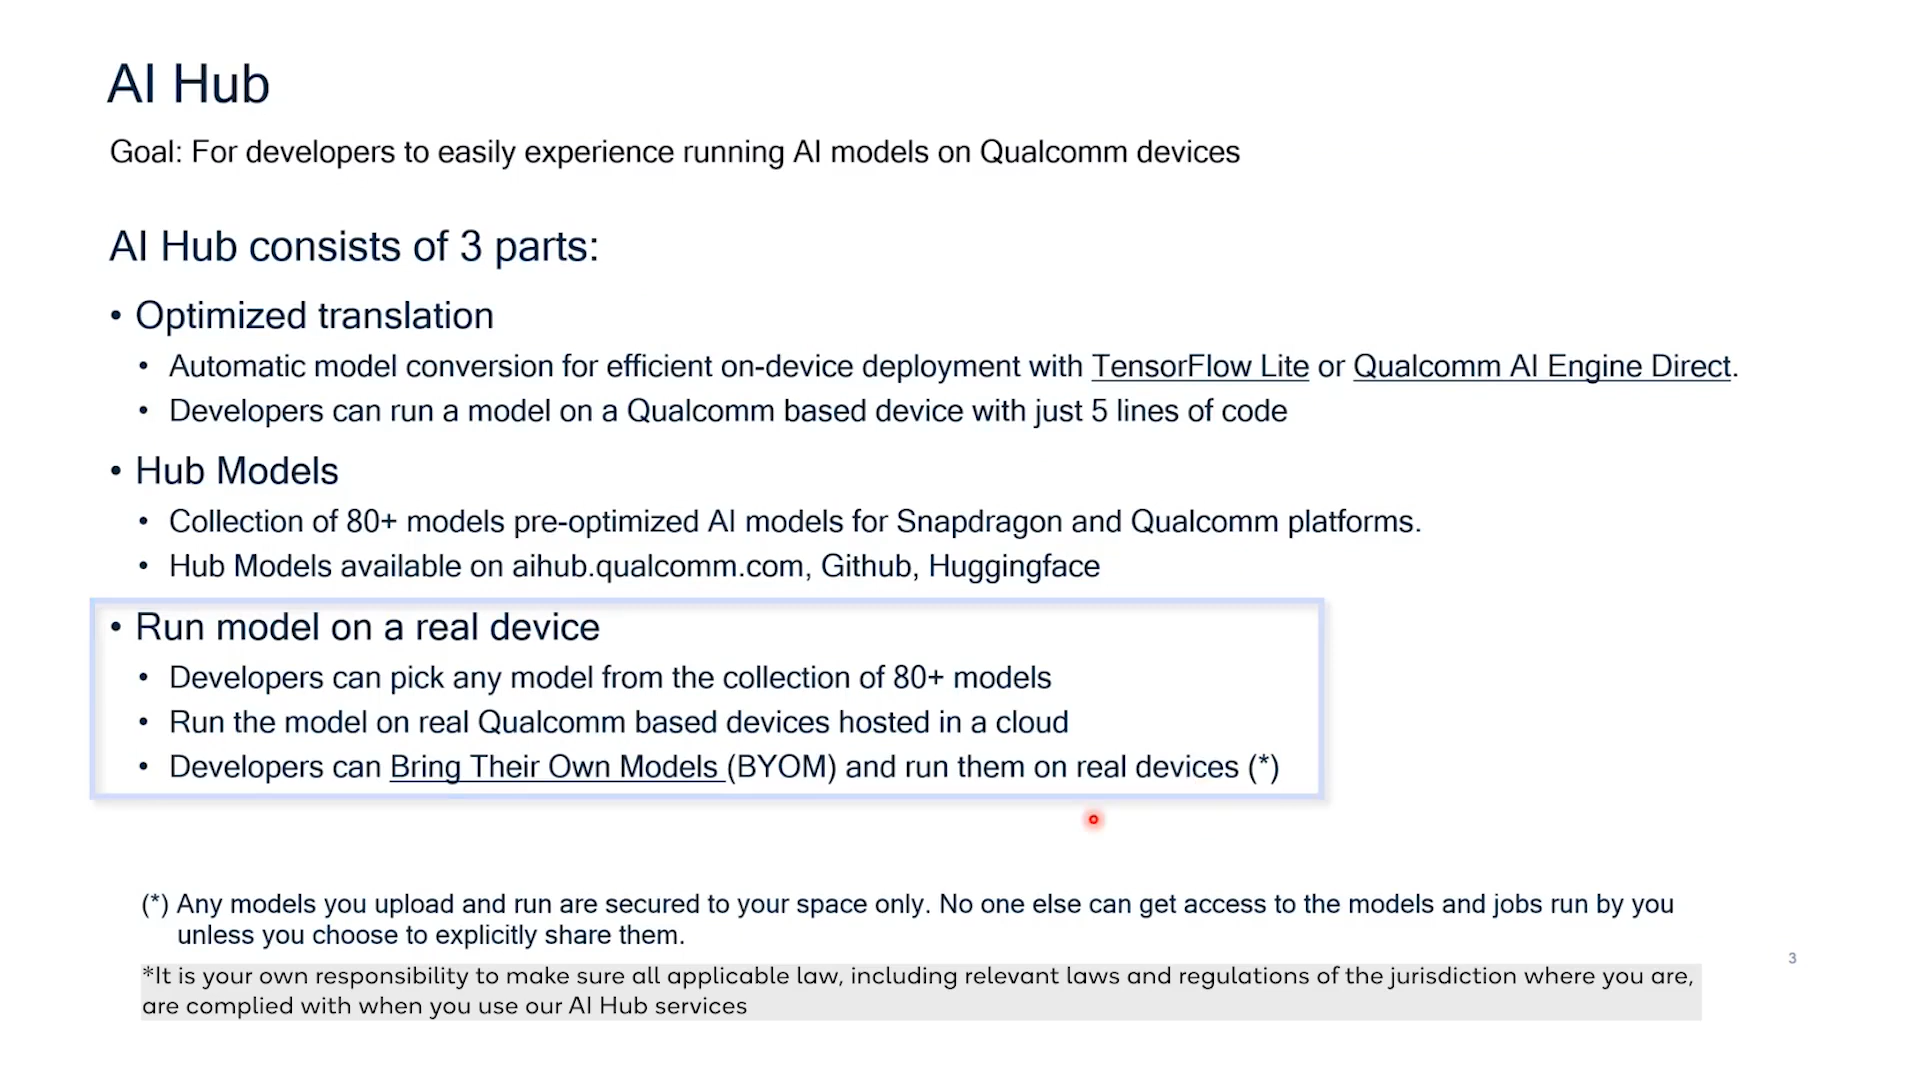 AI Hub
Goal: For developers to easily experience running AI models on Qualcomm devices
AI Hub consists of 3 parts:
• Optimized translation
• Automatic model conversion for efficient on-device deployment with TensorFlow Lite or Qualcomm AI Engine Direct.
• Developers can run a model on a Qualcomm based device with just 5 lines of code
• Hub Models
• Collection of 80+ models pre-optimized AI models for Snapdragon and Qualcomm platforms.
• Hub Models available on aihub.qualcomm.com, Github, Huggingface
• Run model on a real device
• Developers can pick any model from the collection of 80+ models
• Run the model on real Qualcomm based devices hosted in a cloud
• Developers can Bring Their Own Models (BYOM) and run them on real devices (*)
(*) Any models you upload and run are secured to your space only. No one else can get access to the models and jobs run by you
unless you choose to explicitly share them.
3
*It is your own responsibility to make sure all applicable law, including relevant laws and regulations of the jurisdiction where you are,
are complied with when you use our AI Hub services